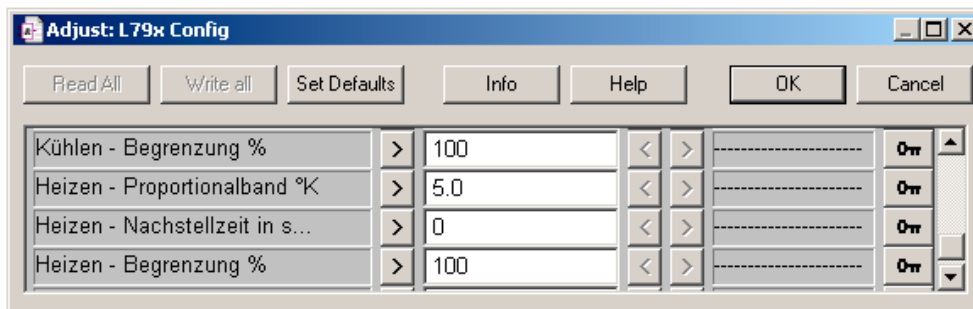 Adjust: L79x Config
Read All Write all Set Defaults Info Help OK Cancel
Kühlen - Begrenzung % > 100 < > --------------------
Heizen - Proportionalband °K > 5.0 < > --------------------
Heizen - Nachstellzeit in s... > 0 < > --------------------
Heizen - Begrenzung % > 100 < > --------------------